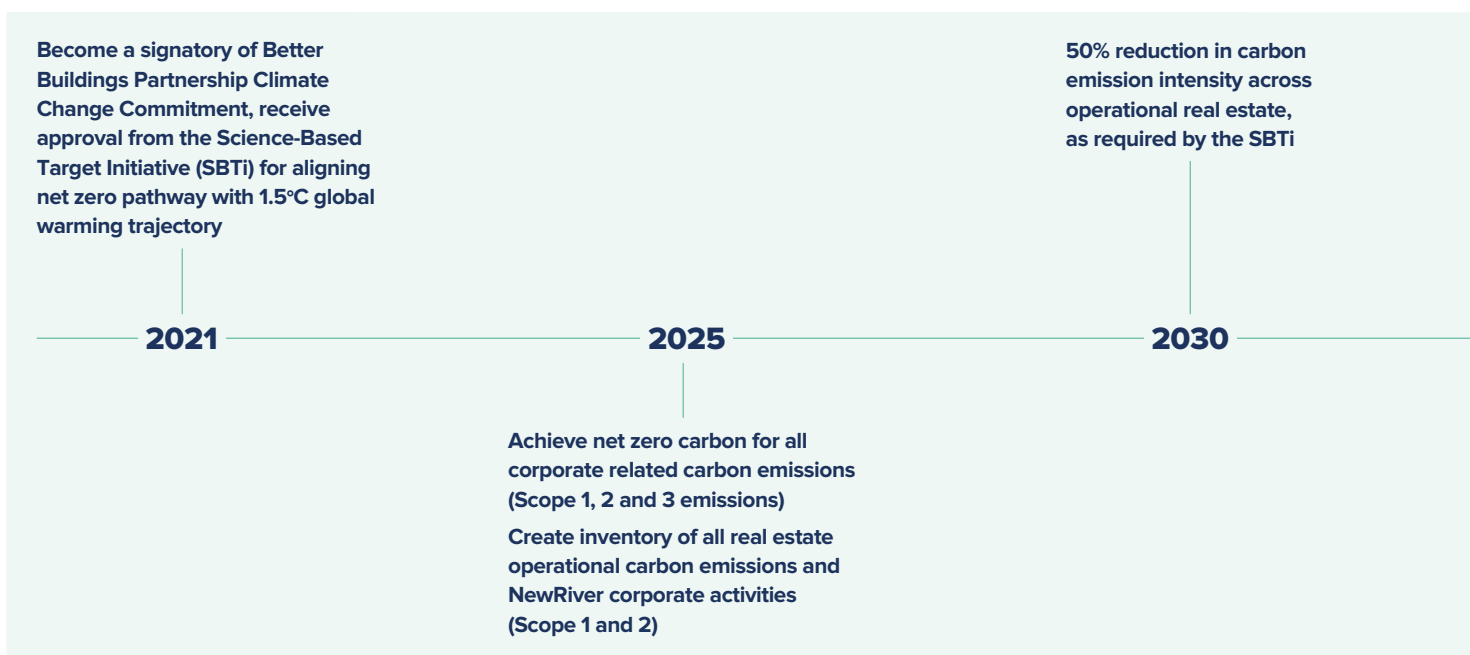 Become a signatory of Better
Buildings Partnership Climate
Change Commitment, receive
approval from the Science-Based
Target Initiative (SBTi) for aligning
net zero pathway with 1.5°C global
warming trajectory
50% reduction in carbon
emission intensity across
operational real estate,
as required by the SBTi
2021
2025
2030
Achieve net zero carbon for all
corporate related carbon emissions
(Scope 1, 2 and 3 emissions)
Create inventory of all real estate
operational carbon emissions and
NewRiver corporate activities
(Scope 1 and 2)